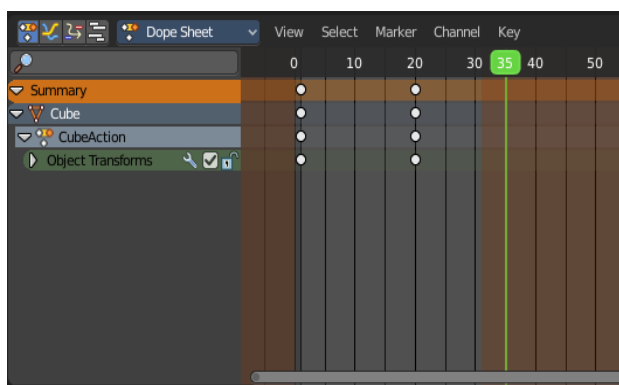 Dope Sheet View Select Marker Channel Key
0 10 20 30 35 40 50
Summary
Cube
CubeAction
Object Transforms